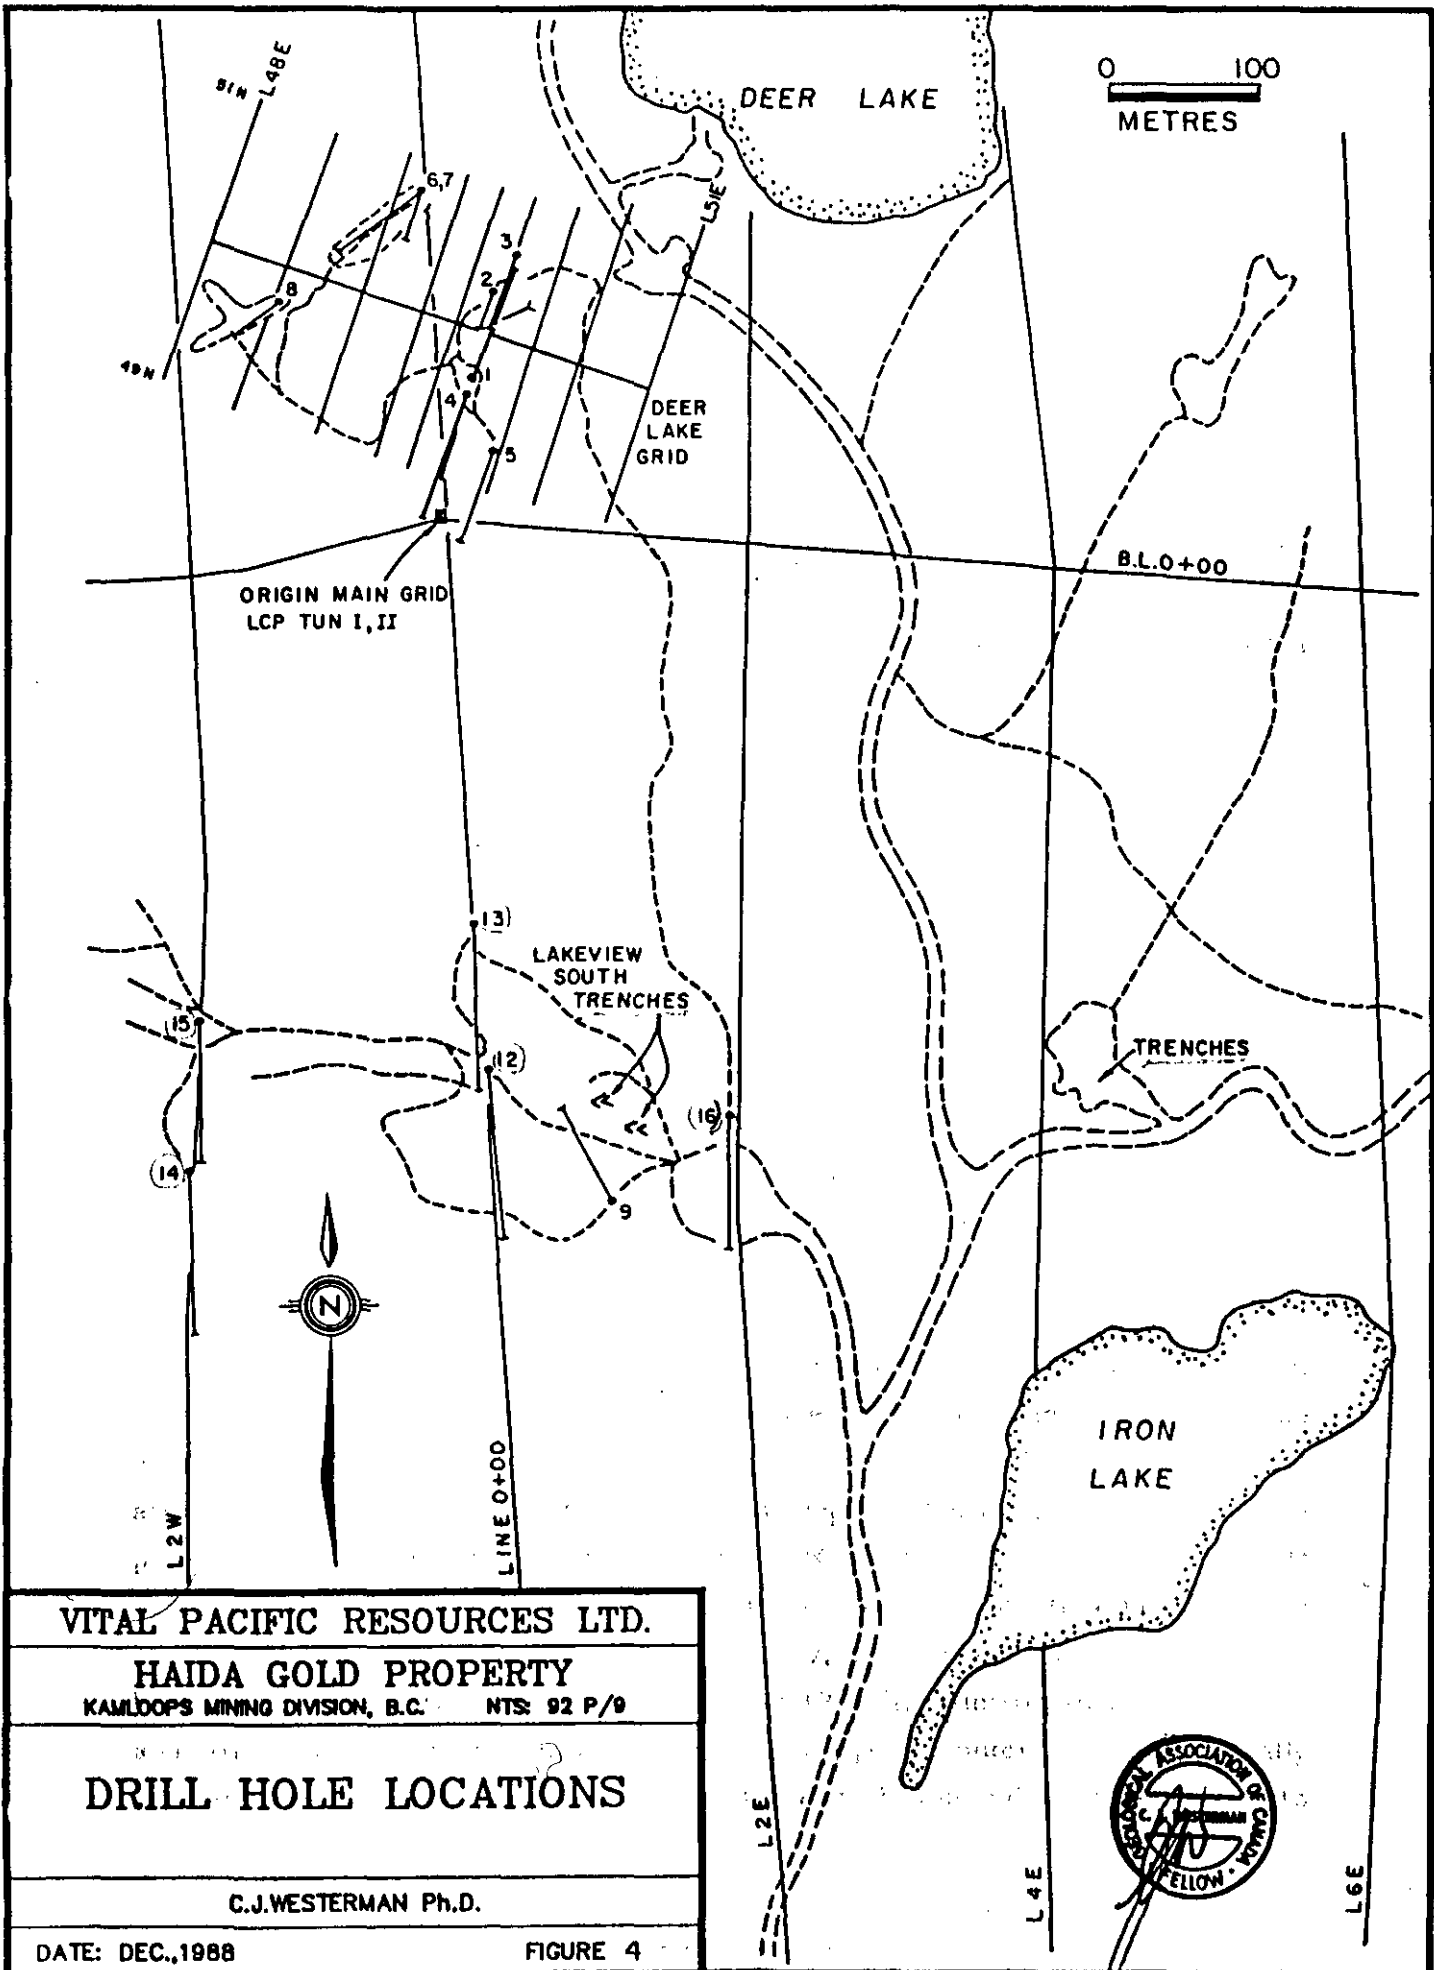 51N
L48E
DEER LAKE
0 100
METRES
6,7
L51E
3
2
8
49N
1
4
DEER
LAKE
GRID
5
B.L.0+00
ORIGIN MAIN GRID
LCP TUN I,II
13
LAKEVIEW
SOUTH
TRENCHES
15
12
TRENCHES
16
14
9
N
IRON
LAKE
L2W
LINE 0+00
L2E
L4E
L6E
VITAL PACIFIC RESOURCES LTD.
HAIDA GOLD PROPERTY
KAMLOOPS MINING DIVISION, B.C. NTS: 92 P/9
DRILL HOLE LOCATIONS
C.J.WESTERMAN Ph.D.
DATE: DEC.,1988 FIGURE 4
GEOLOGICAL ASSOCIATION OF CANADA
C. J. WESTERMAN
FELLOW